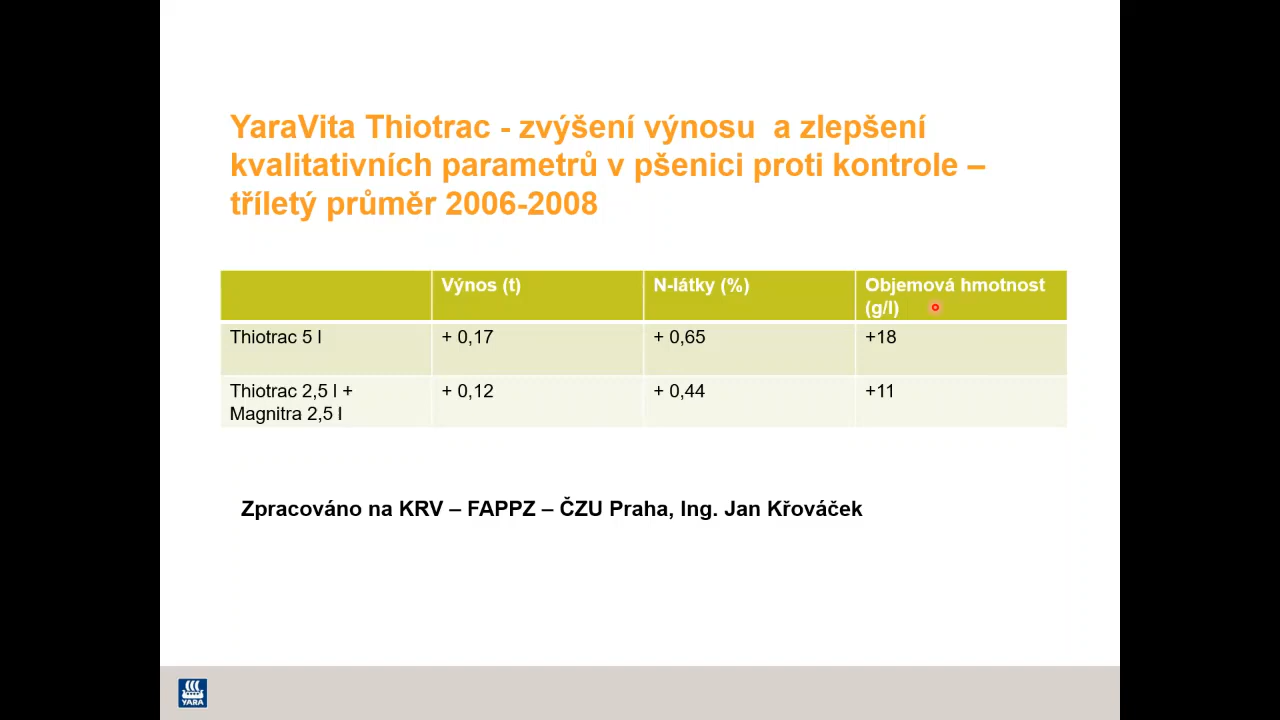 YaraVita Thiotrac - zvýšení výnosu  a zlepšení
kvalitativních parametrů v pšenici proti kontrole –
tříletý průměr 2006-2008
Výnos (t) N-látky (%) Objemová hmotnost
(g/l)
Thiotrac 5 l + 0,17 + 0,65 +18
Thiotrac 2,5 l + + 0,12 + 0,44 +11
Magnitra 2,5 l
Zpracováno na KRV – FAPPZ – ČZU Praha, Ing. Jan Křováček
YARA